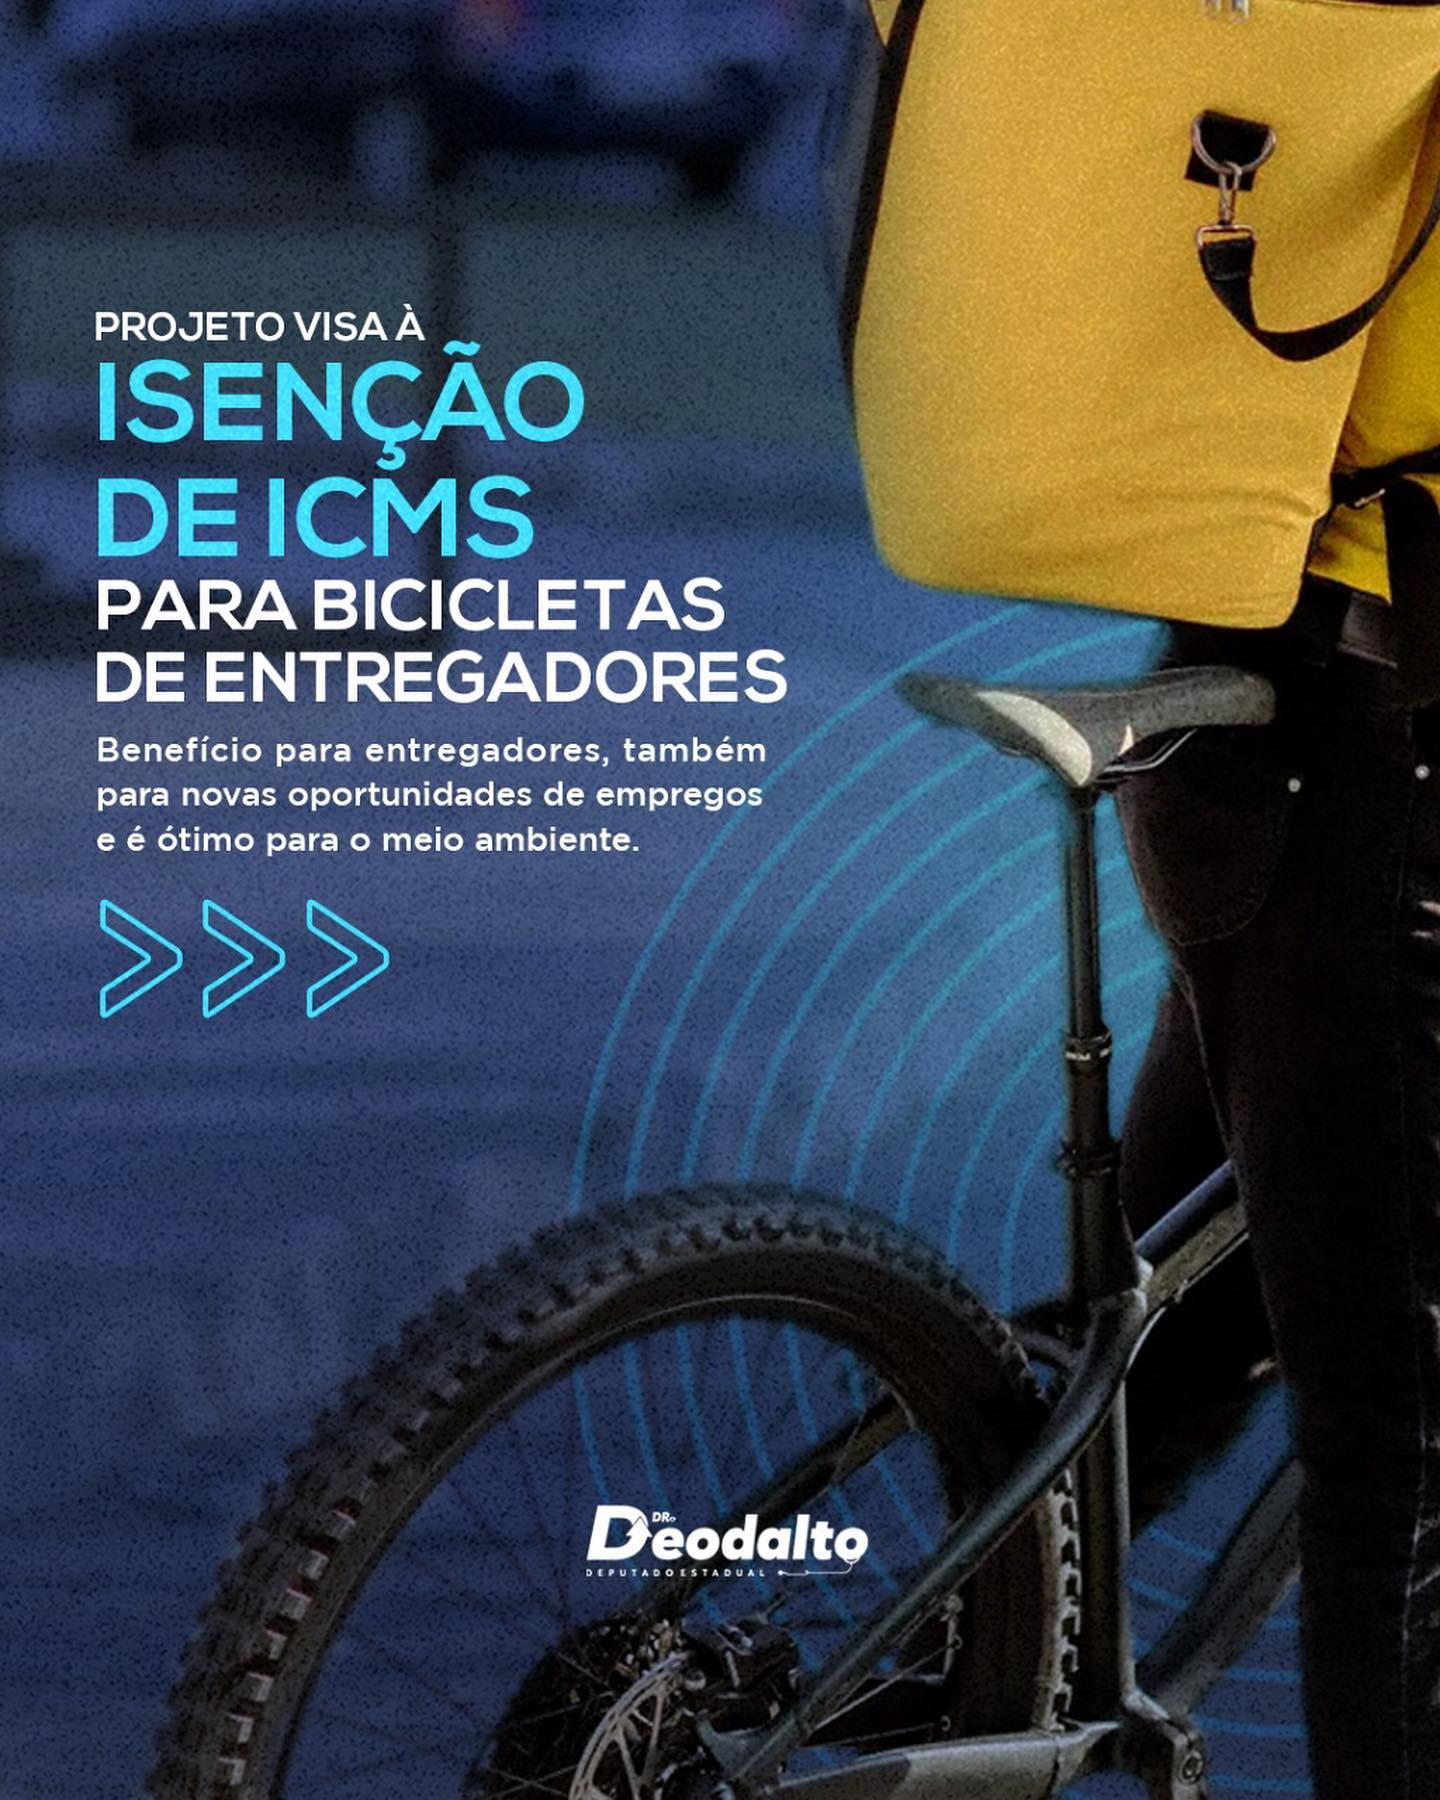 PROJETO VISA À
ISENÇÃO
DE ICMS
PARA BICICLETAS
DE ENTREGADORES
Benefício para entregadores, também
para novas oportunidades de empregos
e é ótimo para o meio ambiente.
DR. Deodalto
DEPUTADO ESTADUAL